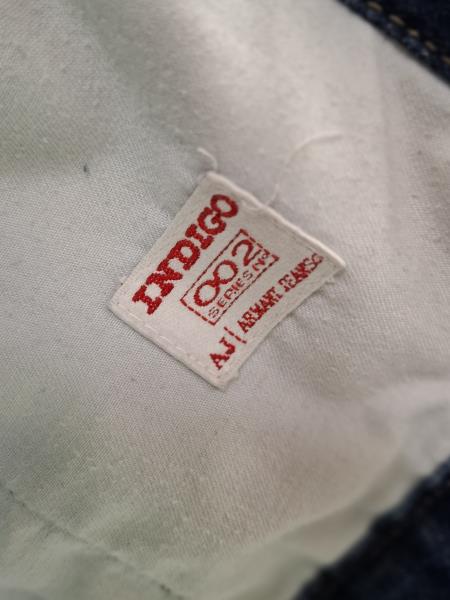 INDIGO
002
SERIES No
AJ | ARMANI JEANS